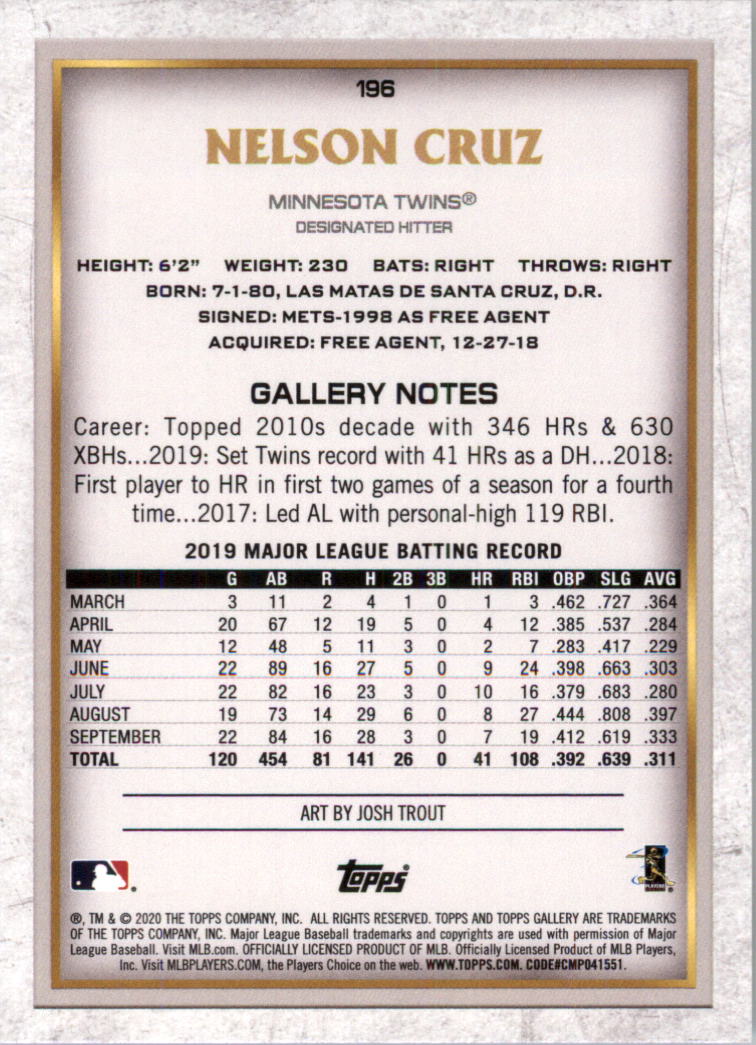 196
NELSON CRUZ
MINNESOTA TWINS®
DESIGNATED HITTER
HEIGHT: 6'2" WEIGHT: 230 BATS: RIGHT THROWS: RIGHT
BORN: 7-1-80, LAS MATAS DE SANTA CRUZ, D.R.
SIGNED: METS-1998 AS FREE AGENT
ACQUIRED: FREE AGENT, 12-27-18
GALLERY NOTES
Career: Topped 2010s decade with 346 HRs & 630
XBHs...2019: Set Twins record with 41 HRs as a DH...2018:
First player to HR in first two games of a season for a fourth
time...2017: Led AL with personal-high 119 RBI.
2019 MAJOR LEAGUE BATTING RECORD
G AB R H 2B 3B HR RBI OBP SLG AVG
MARCH 3 11 2 4 1 0 1 3 .462 .727 .364
APRIL 20 67 12 19 5 0 4 12 .385 .537 .284
MAY 12 48 5 11 3 0 2 7 .283 .417 .229
JUNE 22 89 16 27 5 0 9 24 .398 .663 .303
JULY 22 82 16 23 3 0 10 16 .379 .683 .280
AUGUST 19 73 14 29 6 0 8 27 .444 .808 .397
SEPTEMBER 22 84 16 28 3 0 7 19 .412 .619 .333
TOTAL 120 454 81 141 26 0 41 108 .392 .639 .311
ART BY JOSH TROUT
Topps
PLAYERS
®, TM & © 2020 THE TOPPS COMPANY, INC. ALL RIGHTS RESERVED. TOPPS AND TOPPS GALLERY ARE TRADEMARKS
OF THE TOPPS COMPANY, INC. Major League Baseball trademarks and copyrights are used with permission of Major
League Baseball. Visit MLB.com. OFFICIALLY LICENSED PRODUCT OF MLB. Officially Licensed Product of MLB Players,
Inc. Visit MLBPLAYERS.COM, the Players Choice on the web. WWW.TOPPS.COM. CODE#CMP041551.